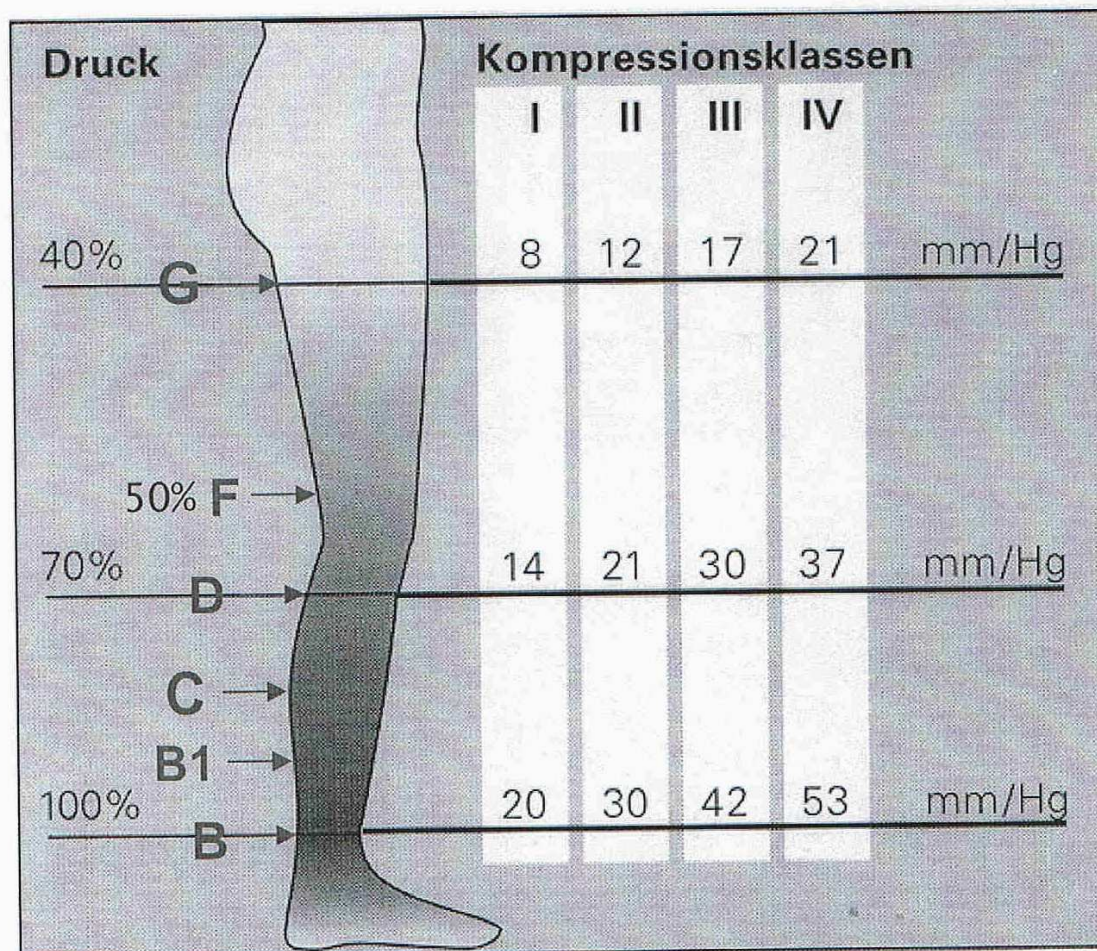 Druck Kompressionsklassen
I II III IV
40% G 8 12 17 21 mm/Hg
50% F
70% D 14 21 30 37 mm/Hg
C
B1
100% B 20 30 42 53 mm/Hg